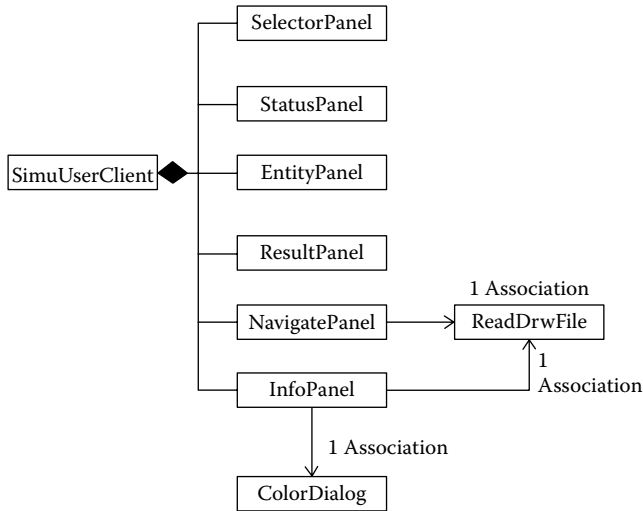 SelectorPanel
StatusPanel
SimuUserClient
EntityPanel
ResultPanel
1 Association
NavigatePanel
ReadDrwFile
1
Association
InfoPanel
1 Association
ColorDialog